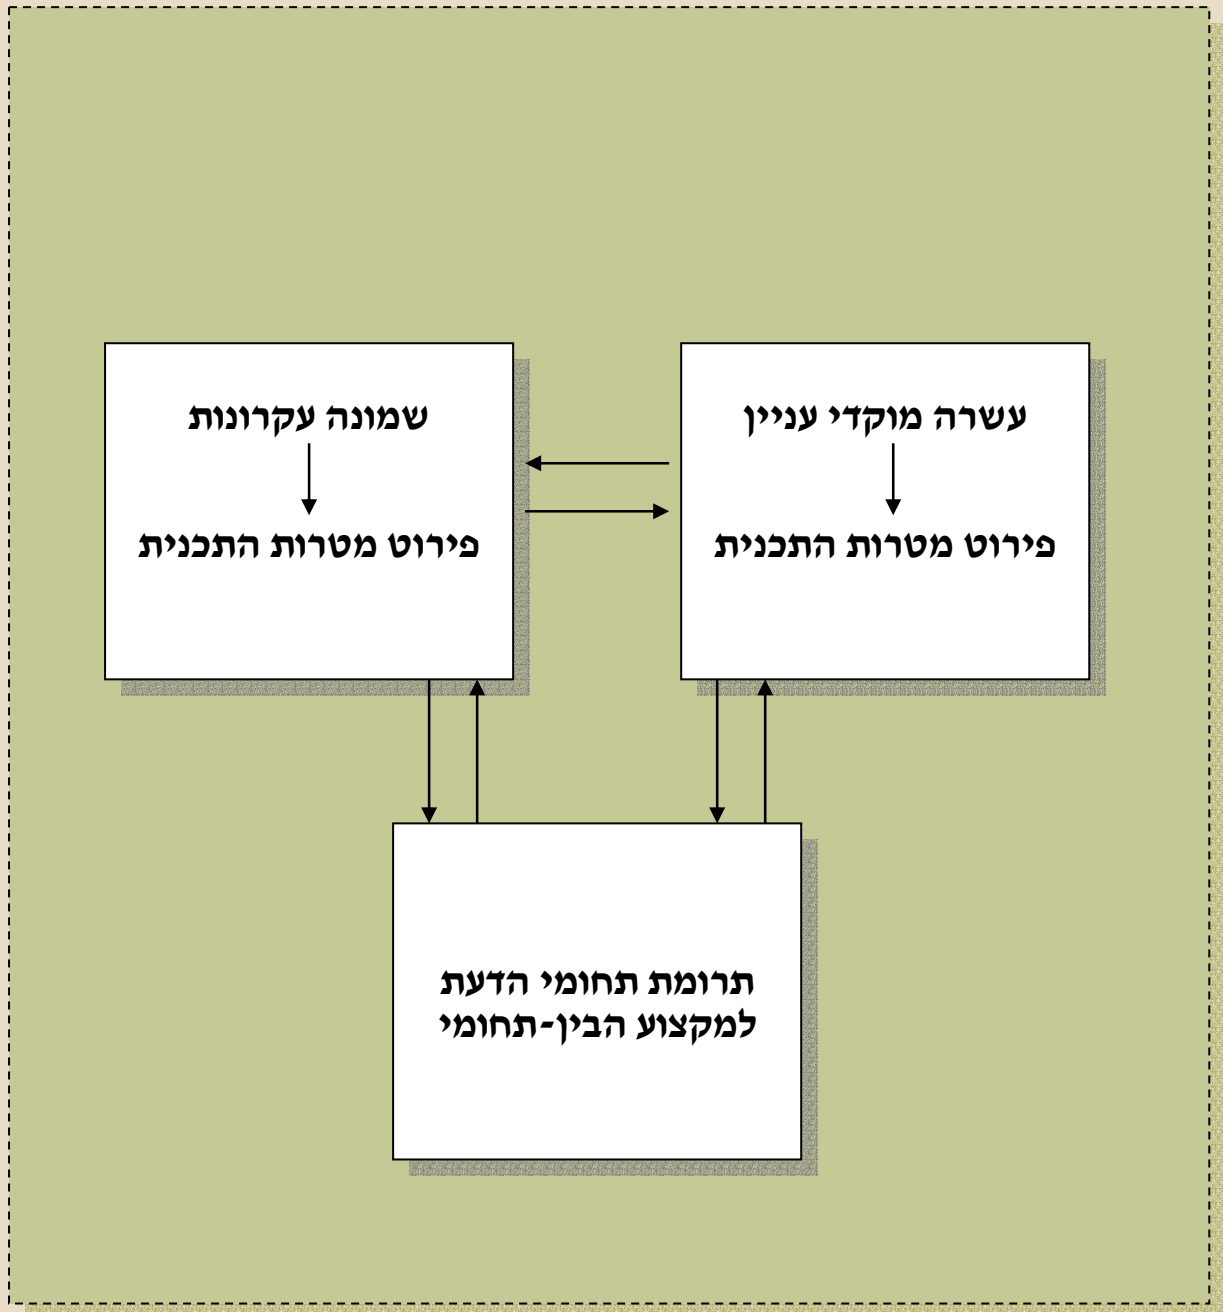 עשרה מוקדי עניין
פירוט מטרות התכנית
שמונה עקרונות
פירוט מטרות התכנית
תרומת תחומי הדעת
למקצוע הבין-תחומי